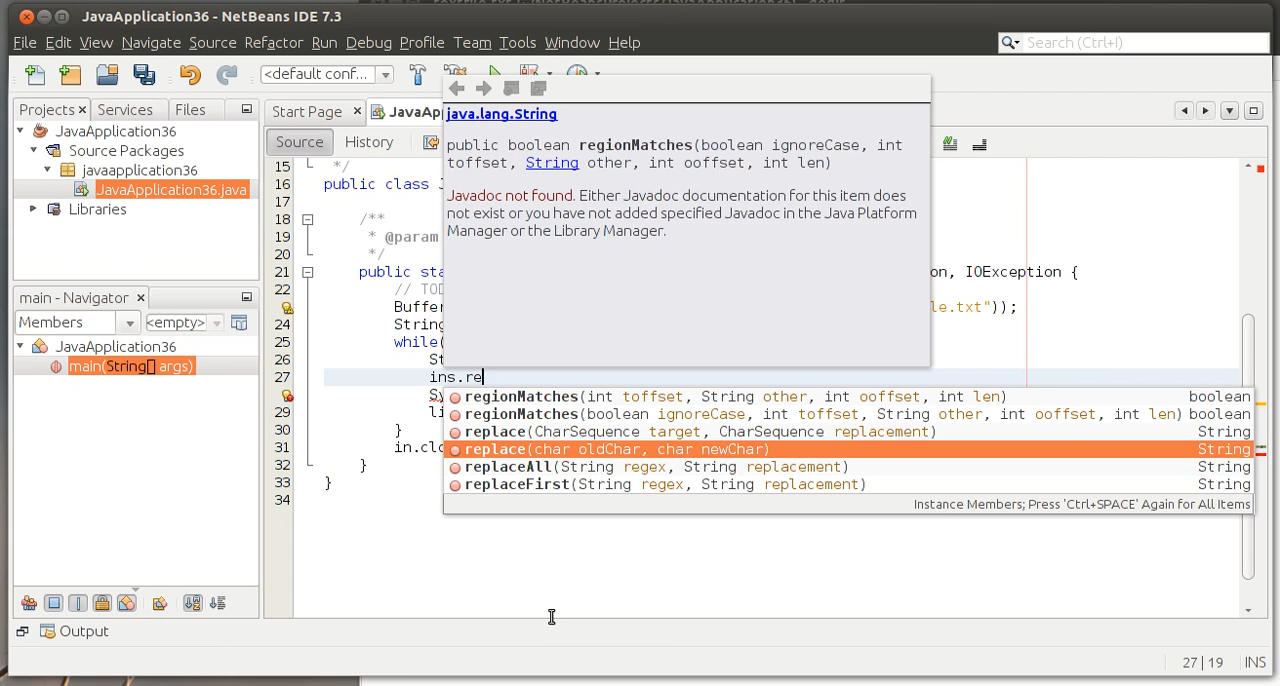 JavaApplication36 - NetBeans IDE 7.3
File Edit View Navigate Source Refactor Run Debug Profile Team Tools Window Help
Search (Ctrl+I)
<default conf...
Projects Services Files
Start Page JavaAp
JavaApplication36
Source Packages
javaapplication36
JavaApplication36.java
Libraries
main - Navigator
Members <empty>
JavaApplication36
main(String[] args)
Source History
java.lang.String
public boolean regionMatches(boolean ignoreCase, int
toffset, String other, int ooffset, int len)
Javadoc not found. Either Javadoc documentation for this item does
not exist or you have not added specified Javadoc in the Java Platform
Manager or the Library Manager.
15 */
16 public class
17
18 /**
19 * @param
20 */
21 public sta on, IOException {
22 // TOD
Buffer le.txt"));
24 String
25 while(
26 St
27 ins.re
Sy
29 li
30 }
31 in.clo
32 }
33 }
34
regionMatches(int toffset, String other, int ooffset, int len) boolean
regionMatches(boolean ignoreCase, int toffset, String other, int ooffset, int len) boolean
replace(CharSequence target, CharSequence replacement) String
replace(char oldChar, char newChar) String
replaceAll(String regex, String replacement) String
replaceFirst(String regex, String replacement) String
Instance Members; Press 'Ctrl+SPACE' Again for All Items
Output
27|19 INS